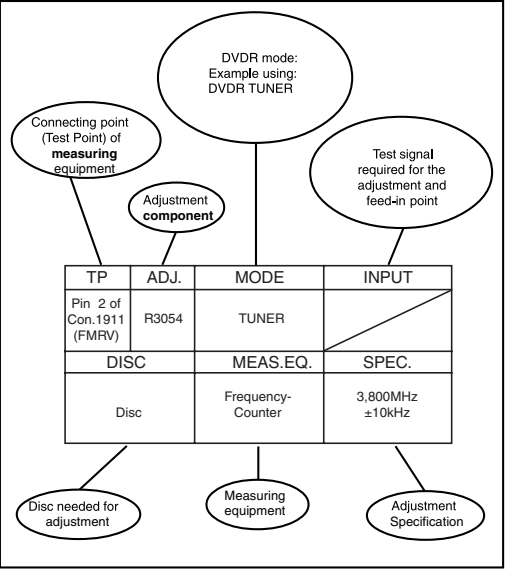 DVDR mode:
Example using:
DVDR TUNER
Connecting point
(Test Point) of
measuring
equipment
Test signal
required for the
adjustment and
feed-in point
Adjustment
component
TP ADJ. MODE INPUT
Pin 2 of
Con.1911
(FMRV)
R3054
TUNER
DISC MEAS.EQ. SPEC.
Disc
Frequency-
Counter
3,800MHz
±10kHz
Disc needed for
adjustment
Measuring
equipment
Adjustment
Specification